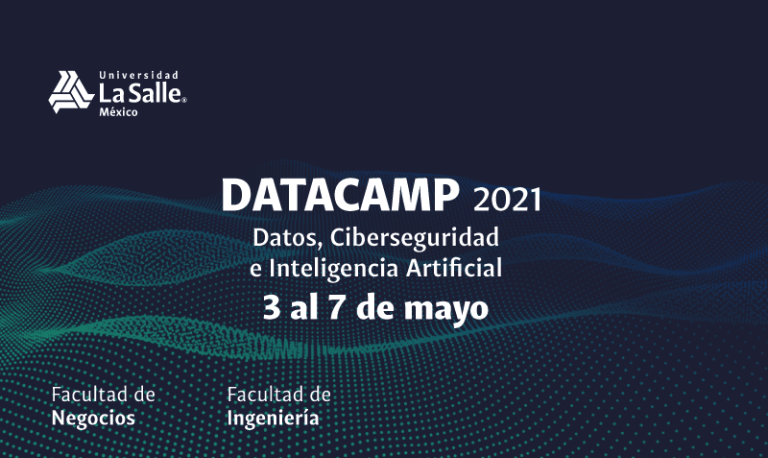 Universidad
La Salle®
México
DATACAMP 2021
Datos, Ciberseguridad
e Inteligencia Artificial
3 al 7 de mayo
Facultad de
Negocios
Facultad de
Ingeniería